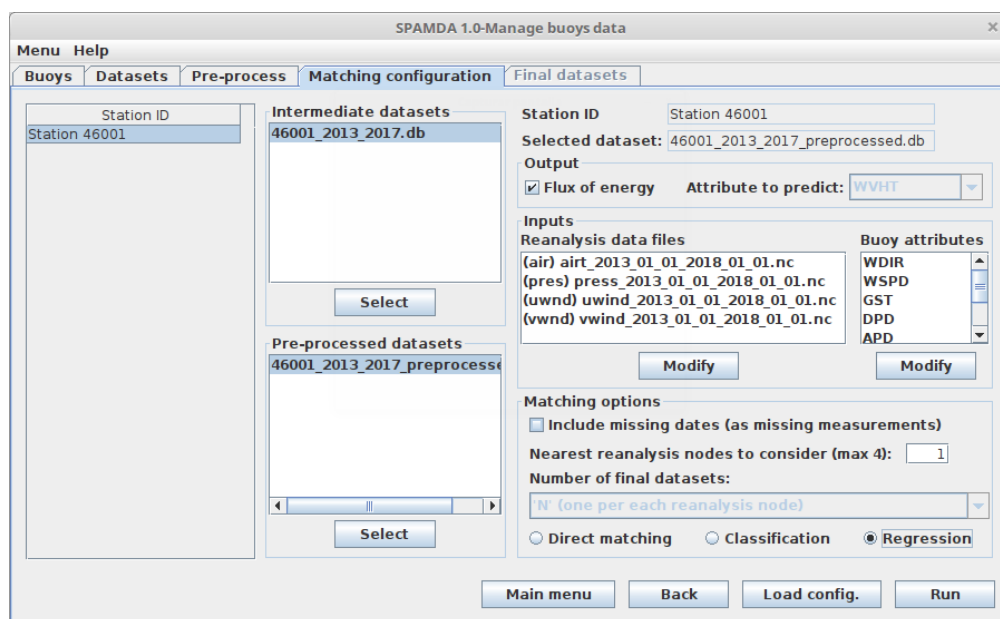 SPAMDA 1.0-Manage buoys data
Menu Help
Buoys Datasets Pre-process Matching configuration Final datasets
Station ID
Station 46001
Intermediate datasets
46001_2013_2017.db
Select
Pre-processed datasets
46001_2013_2017_preprocesse
Select
Station ID Station 46001
Selected dataset: 46001_2013_2017_preprocessed.db
Output
Flux of energy Attribute to predict: WVHT
Inputs
Reanalysis data files
(air) airt_2013_01_01_2018_01_01.nc
(pres) press_2013_01_01_2018_01_01.nc
(uwnd) uwind_2013_01_01_2018_01_01.nc
(vwnd) vwind_2013_01_01_2018_01_01.nc
Modify
Buoy attributes
WDIR
WSPD
GST
DPD
APD
Modify
Matching options
Include missing dates (as missing measurements)
Nearest reanalysis nodes to consider (max 4): 1
Number of final datasets:
'N' (one per each reanalysis node)
Direct matching Classification Regression
Main menu Back Load config. Run